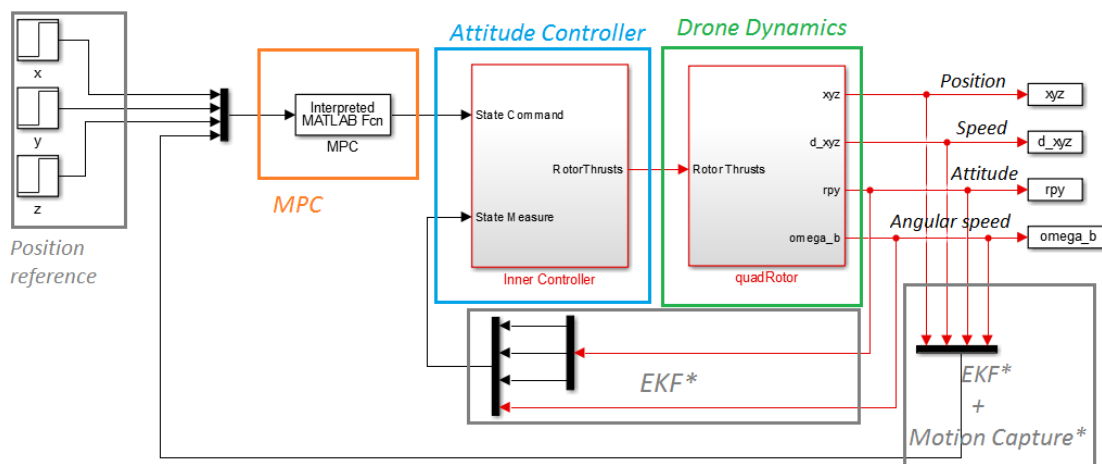 Attitude Controller
Drone Dynamics
x
y
z
Position
reference
Interpreted
MATLAB Fcn
MPC
MPC
State Command
RotorThrusts
State Measure
Inner Controller
Rotor Thrusts
xyz
d_xyz
rpy
omega_b
quadRotor
Position
xyz
Speed
d_xyz
Attitude
rpy
Angular speed
omega_b
EKF*
EKF*
+
Motion Capture*